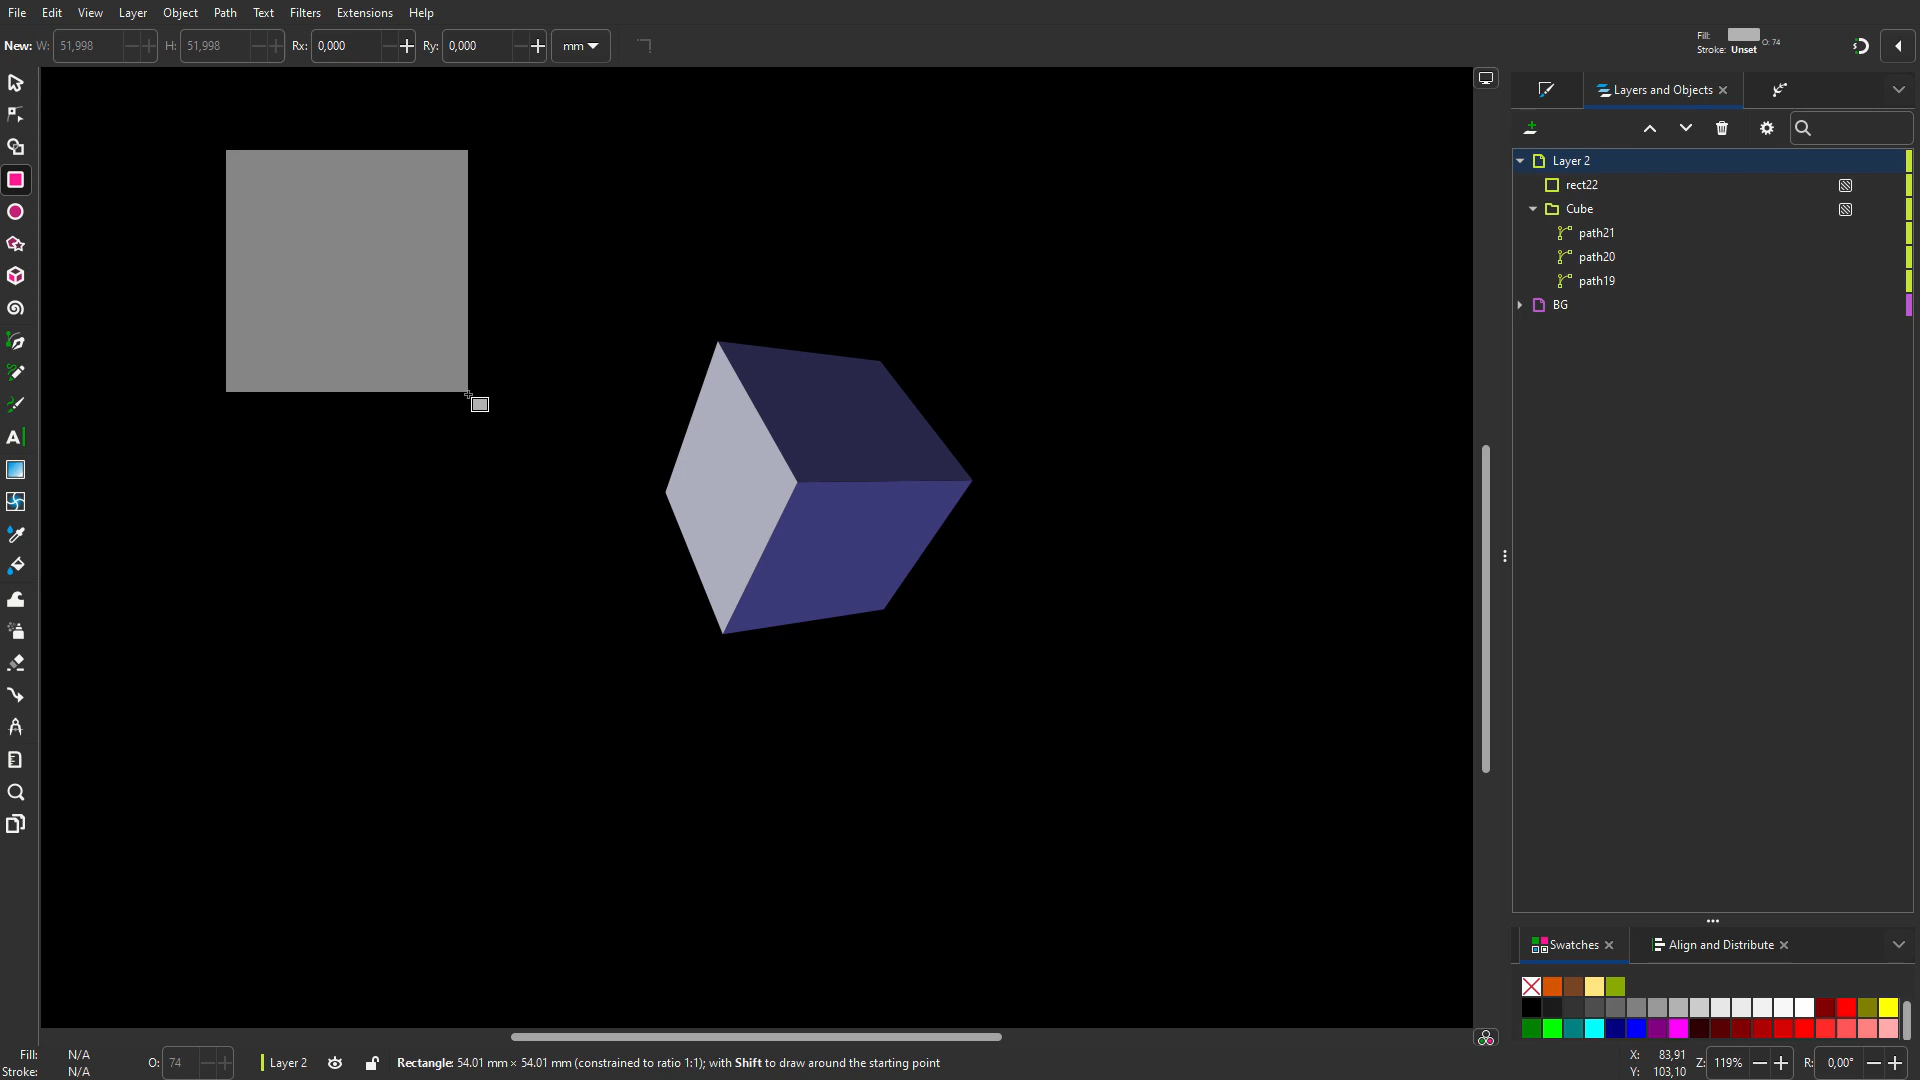 File Edit View Layer Object Path Text Filters Extensions Help
New: W: 51,998 H: 51,998 Rx: 0,000 Ry: 0,000 mm
Fill: O: 74
Stroke: Unset
Layers and Objects
Layer 2
rect22
Cube
path21
path20
path19
BG
Swatches Align and Distribute
Fill: N/A
Stroke: N/A
O: 74 Layer 2 Rectangle: 54.01 mm × 54.01 mm (constrained to ratio 1:1); with Shift to draw around the starting point
X: 83,91
Y: 103,10
Z: 119% R: 0,00°